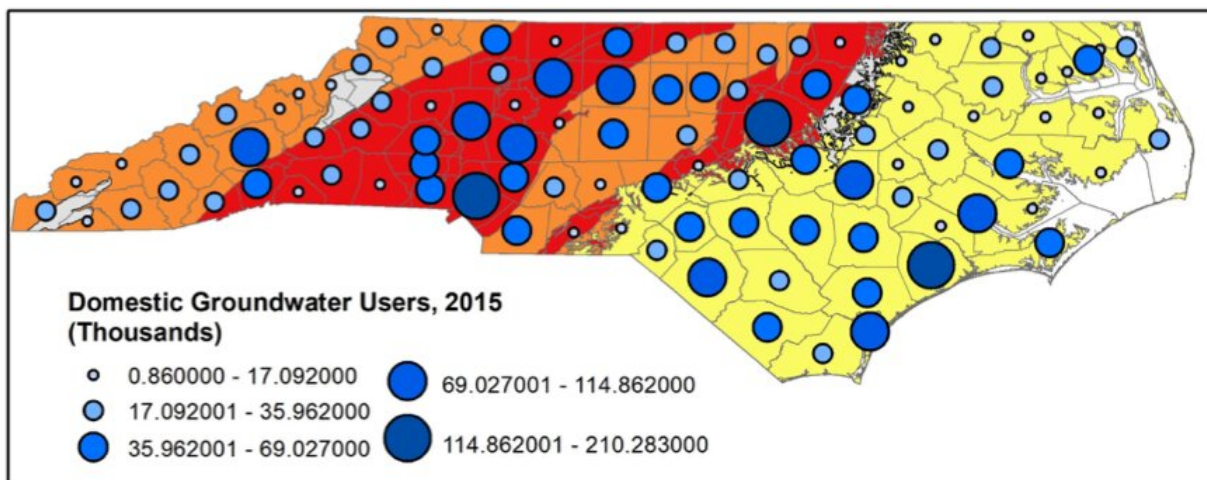 Domestic Groundwater Users, 2015
(Thousands)
0.860000 - 17.092000
17.092001 - 35.962000
35.962001 - 69.027000
69.027001 - 114.862000
114.862001 - 210.283000